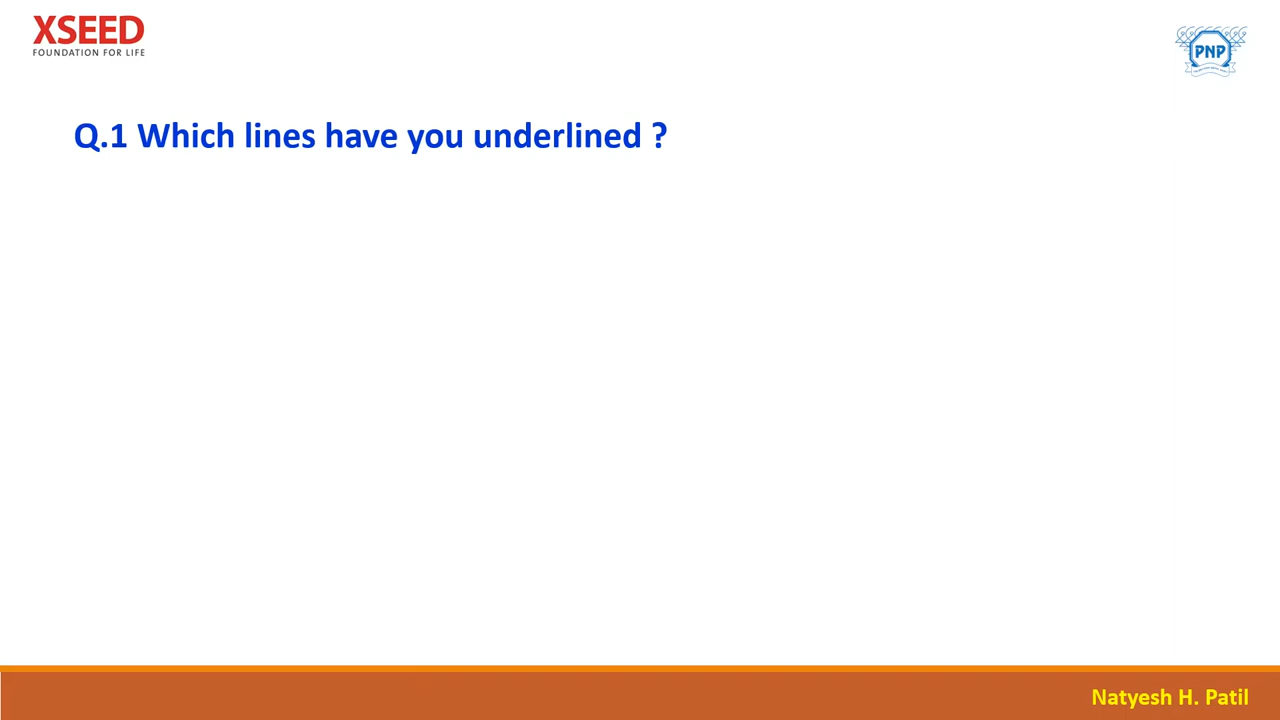 XSEED
FOUNDATION FOR LIFE
PNP
Q.1 Which lines have you underlined ?
Natyesh H. Patil